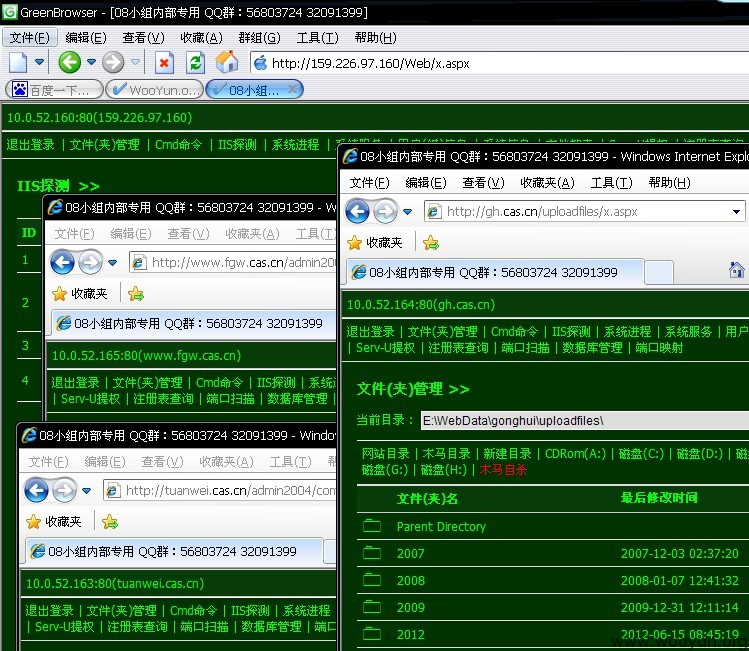 GreenBrowser - [08小组内部专用 QQ群：56803724 32091399]
文件(F) 编辑(E) 查看(V) 收藏(A) 群组(G) 工具(T) 帮助(H)
http://159.226.97.160/Web/x.aspx
百度一下... WooYun.o... 08小组...
10.0.52.160:80(159.226.97.160)
退出登录 | 文件(夹)管理 | Cmd命令 | IIS探测 | 系统进程 |
IIS探测 >>
ID
1
2
3
4
08小组内部专用 QQ群：56803724 32091399 - W
文件(F) 编辑(E) 查看(V) 收藏夹(A) 工具(T)
http://www.fgw.cas.cn/admin200
收藏夹
08小组内部专用 QQ群：56803724 32091399
10.0.52.165:80(www.fgw.cas.cn)
退出登录 | 文件(夹)管理 | Cmd命令 | IIS探测 | 系统
| Serv-U提权 | 注册表查询 | 端口扫描 | 数据库管理 |
08小组内部专用 QQ群：56803724 32091399 - Windo
文件(F) 编辑(E) 查看(V) 收藏夹(A) 工具(T)
http://tuanwei.cas.cn/admin2004/com
收藏夹
08小组内部专用 QQ群：56803724 32091399
10.0.52.163:80(tuanwei.cas.cn)
退出登录 | 文件(夹)管理 | Cmd命令 | IIS探测 | 系统进程
| Serv-U提权 | 注册表查询 | 端口扫描 | 数据库管理 | 端口
08小组内部专用 QQ群：56803724 32091399 - Windows Internet Explo
文件(F) 编辑(E) 查看(V) 收藏夹(A) 工具(T) 帮助(H)
http://gh.cas.cn/uploadfiles/x.aspx
收藏夹
08小组内部专用 QQ群：56803724 32091399
10.0.52.164:80(gh.cas.cn)
退出登录 | 文件(夹)管理 | Cmd命令 | IIS探测 | 系统进程 | 系统服务 | 用户
| Serv-U提权 | 注册表查询 | 端口扫描 | 数据库管理 | 端口映射
文件(夹)管理 >>
当前目录： E:\WebData\gonghui\uploadfiles\
网站目录 | 木马目录 | 新建目录 | CDRom(A:) | 磁盘(C:) | 磁盘(D:) | 磁
磁盘(G:) | 磁盘(H:) | 木马自杀
文件(夹)名 最后修改时间
Parent Directory
2007 2007-12-03 02:37:20
2008 2008-01-07 12:41:32
2009 2009-12-31 12:11:14
2012 2012-06-15 08:45:19
www.wooyun.org